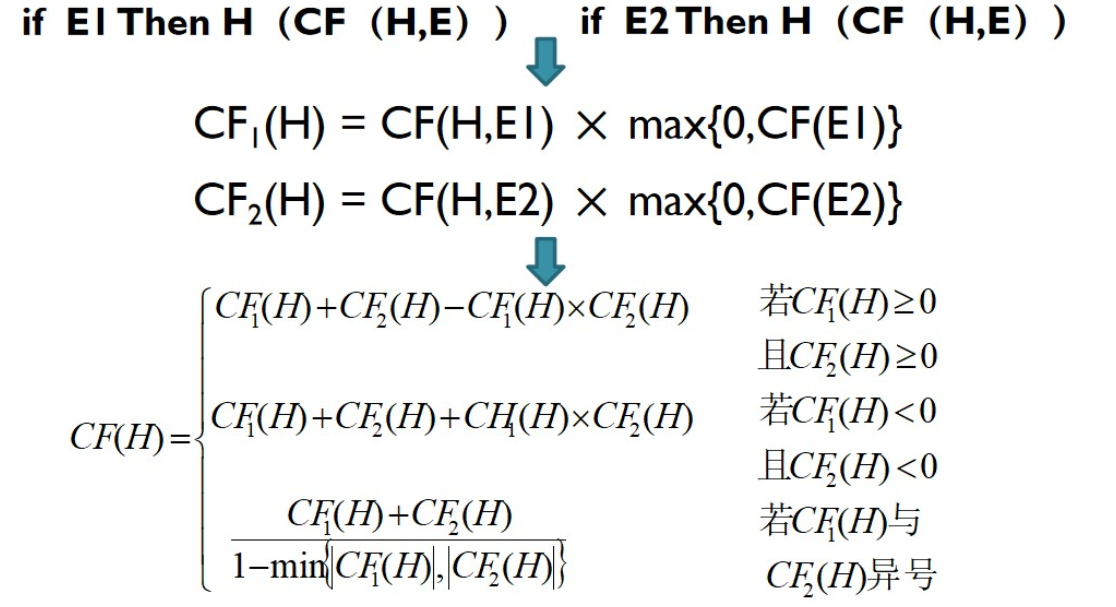 if E1 Then H (CF (H,E) ) if E2 Then H (CF (H,E) )
CF₁(H) = CF(H,E1) × max{0,CF(E1)}
CF₂(H) = CF(H,E2) × max{0,CF(E2)}
CF₁(H)+CF₂(H)−CF₁(H)×CF₂(H) 若CF₁(H)≥0
且CF₂(H)≥0
CF₁(H)+CF₂(H)+CH₁(H)×CF₂(H) 若CF₁(H)<0
CF(H)=
且CF₂(H)<0
CF₁(H)+CF₂(H) 若CF₁(H)与
1−min{|CF₁(H)|,|CF₂(H)|} CF₂(H)异号